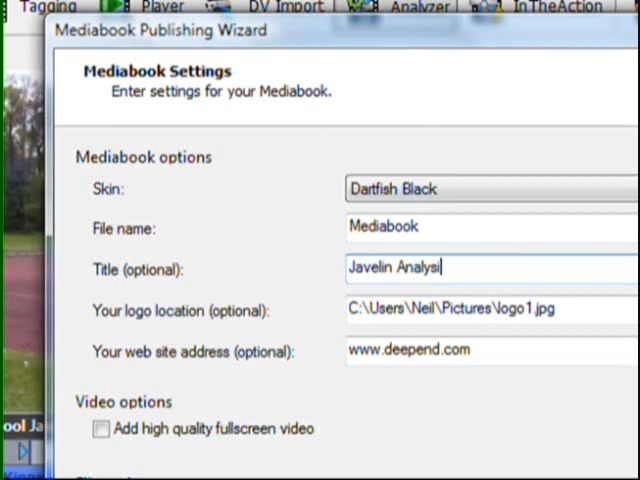 Tagging Player DV Import Analyzer InTheAction
Mediabook Publishing Wizard
Mediabook Settings
Enter settings for your Mediabook.
Mediabook options
Skin: Dartfish Black
File name: Mediabook
Title (optional): Javelin Analysi
Your logo location (optional): C:\Users\Neil\Pictures\logo1.jpg
Your web site address (optional): www.deepend.com
Video options
ool Ja
Add high quality fullscreen video